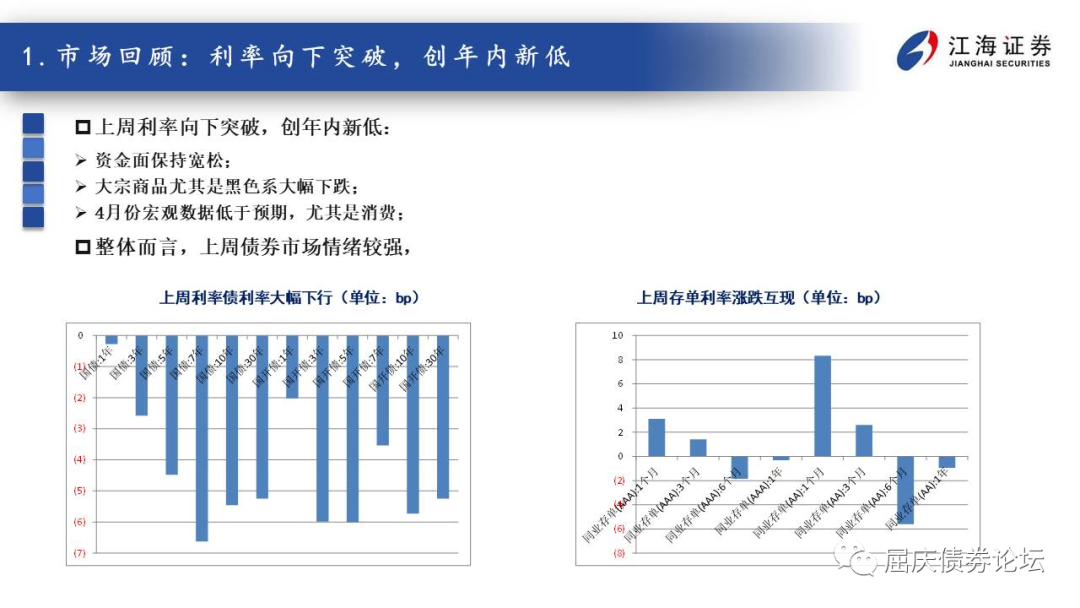 1. 市场回顾：利率向下突破，创年内新低
江海证券
JIANGHAI SECURITIES
上周利率向下突破，创年内新低：
资金面保持宽松；
大宗商品尤其是黑色系大幅下跌；
4月份宏观数据低于预期，尤其是消费；
整体而言，上周债券市场情绪较强，
上周利率债利率大幅下行（单位：bp）
0
(1)
(2)
(3)
(4)
(5)
(6)
(7)
国债:1年
国债:3年
国债:5年
国债:7年
国债:10年
国债:30年
国开债:1年
国开债:3年
国开债:5年
国开债:7年
国开债:10年
国开债:30年
上周存单利率涨跌互现（单位：bp）
10
8
6
4
2
0
(2)
(4)
(6)
(8)
同业存单(AAA):1个月
同业存单(AAA):3个月
同业存单(AAA):6个月
同业存单(AAA):1年
同业存单(AA):1个月
同业存单(AA):3个月
同业存单(AA):6个月
同业存单(AA):1年
屈庆债券论坛